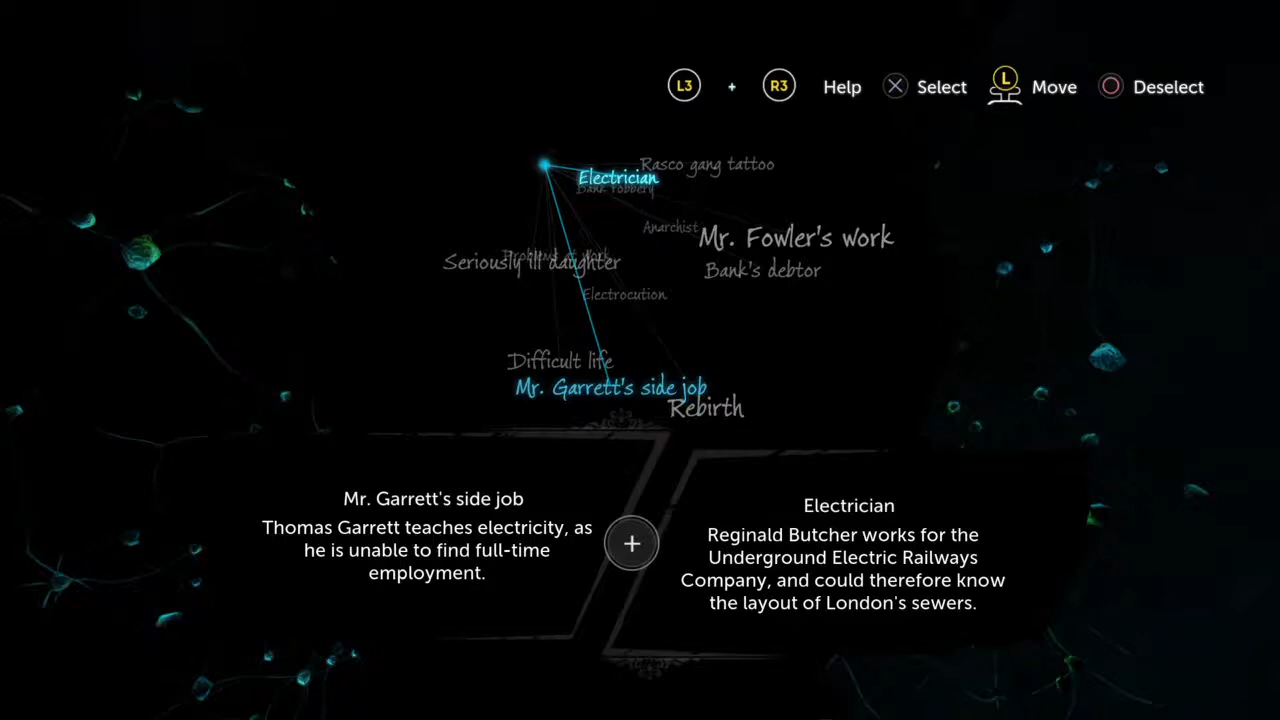 L3 + R3 Help Select L Move Deselect
Rasco gang tattoo
Electrician
Bank robbery
Anarchist
Mr. Fowler's work
Seriously ill daughter
Bank's debtor
Electrocution
Difficult life
Mr. Garrett's side job
Rebirth
Mr. Garrett's side job
Thomas Garrett teaches electricity, as
he is unable to find full-time
employment.
+
Electrician
Reginald Butcher works for the
Underground Electric Railways
Company, and could therefore know
the layout of London's sewers.